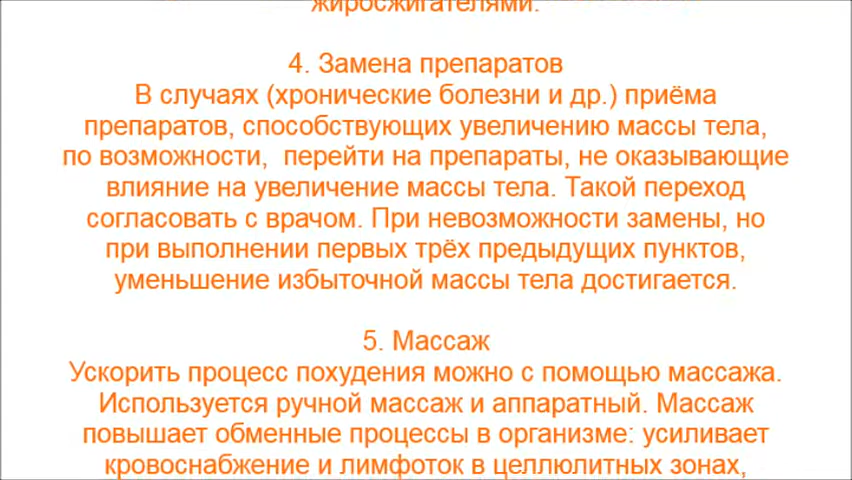 жиросжигателями.
4. Замена препаратов
В случаях (хронические болезни и др.) приёма
препаратов, способствующих увеличению массы тела,
по возможности,  перейти на препараты, не оказывающие
влияние на увеличение массы тела. Такой переход
согласовать с врачом. При невозможности замены, но
при выполнении первых трёх предыдущих пунктов,
уменьшение избыточной массы тела достигается.
5. Массаж
Ускорить процесс похудения можно с помощью массажа.
Используется ручной массаж и аппаратный. Массаж
повышает обменные процессы в организме: усиливает
кровоснабжение и лимфоток в целлюлитных зонах,